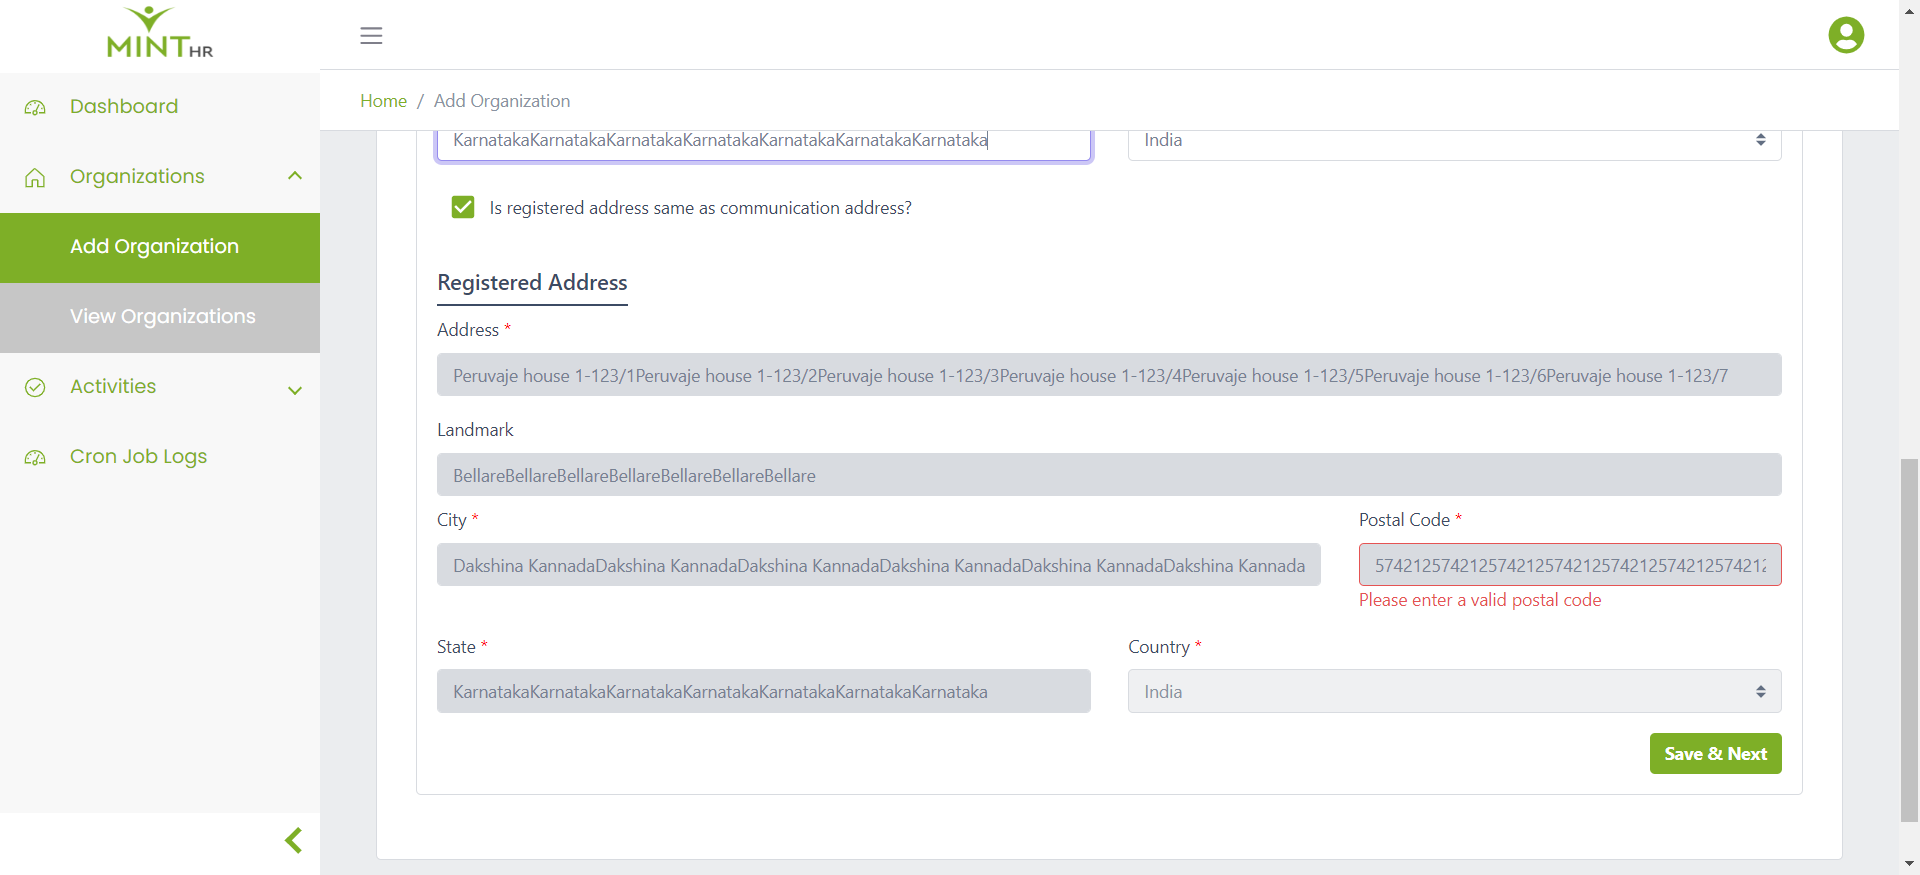 MINT HR
Dashboard
Organizations
Add Organization
View Organizations
Activities
Cron Job Logs
Home / Add Organization
KarnatakaKarnatakaKarnatakaKarnatakaKarnatakaKarnatakaKarnataka
India
Is registered address same as communication address?
Registered Address
Address *
Peruvaje house 1-123/1Peruvaje house 1-123/2Peruvaje house 1-123/3Peruvaje house 1-123/4Peruvaje house 1-123/5Peruvaje house 1-123/6Peruvaje house 1-123/7
Landmark
BellareBellareBellareBellareBellareBellareBellare
City *
Postal Code *
Dakshina KannadaDakshina KannadaDakshina KannadaDakshina KannadaDakshina KannadaDakshina Kannada
574212574212574212574212574212574212574212
Please enter a valid postal code
State *
Country *
KarnatakaKarnatakaKarnatakaKarnatakaKarnatakaKarnatakaKarnataka
India
Save & Next